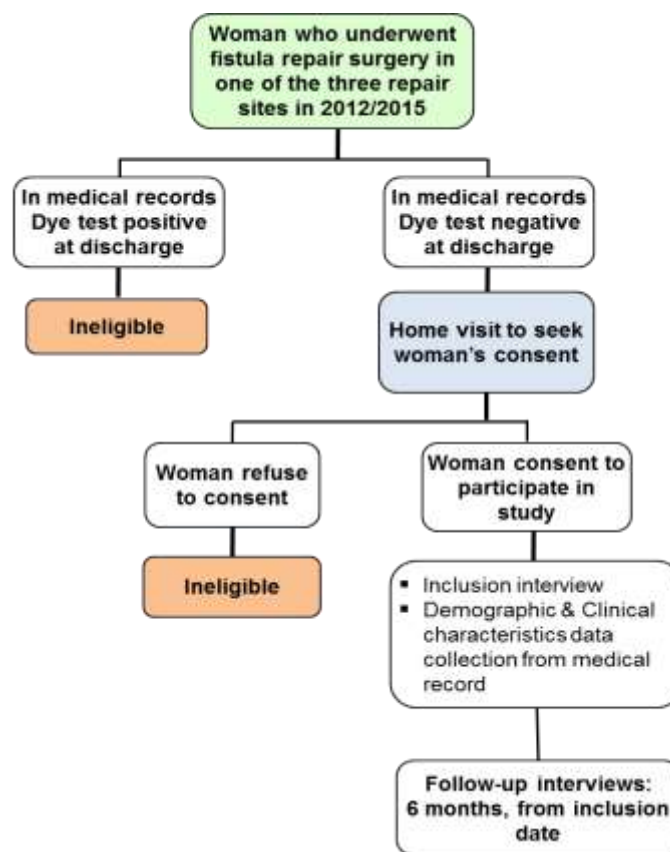 Woman who underwent
fistula repair surgery in
one of the three repair
sites in 2012/2015
In medical records
Dye test positive
at discharge
In medical records
Dye test negative
at discharge
Ineligible
Home visit to seek
woman's consent
Woman refuse
to consent
Woman consent to
participate in
study
Ineligible
▪ Inclusion interview
▪ Demographic & Clinical
characteristics data
collection from medical
record
Follow-up interviews:
6 months, from inclusion
date